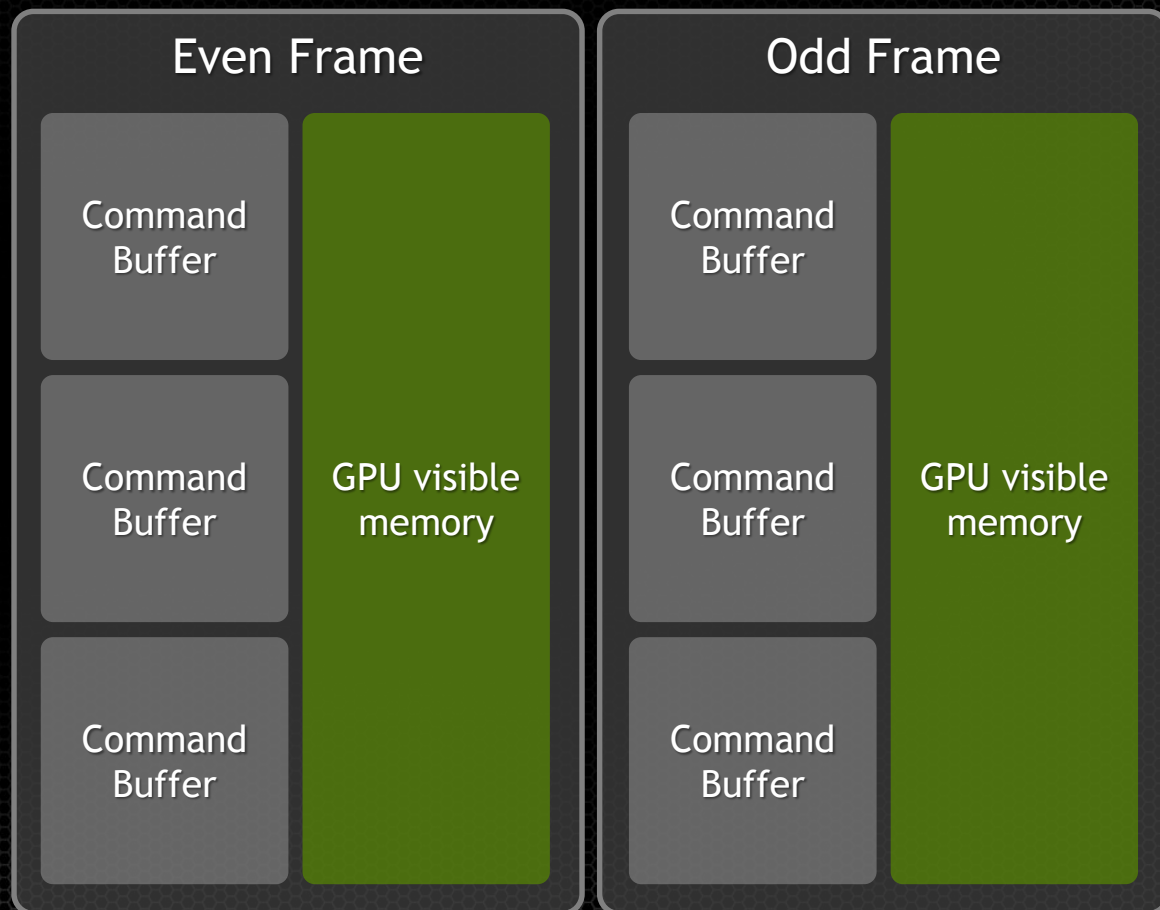 Even Frame
Command
Buffer
Command
Buffer
Command
Buffer
GPU visible
memory
Odd Frame
Command
Buffer
Command
Buffer
Command
Buffer
GPU visible
memory